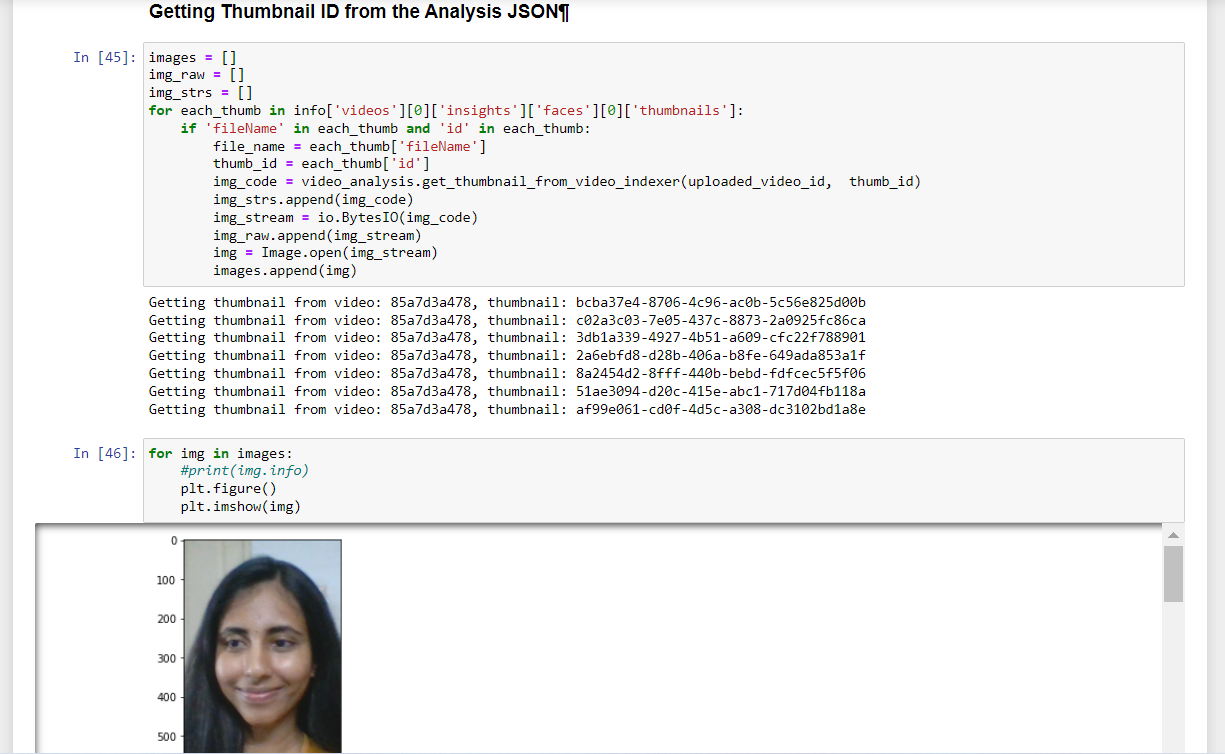 Getting Thumbnail ID from the Analysis JSON¶
In [45]:
images = []
img_raw = []
img_strs = []
for each_thumb in info['videos'][0]['insights']['faces'][0]['thumbnails']:
    if 'fileName' in each_thumb and 'id' in each_thumb:
        file_name = each_thumb['fileName']
        thumb_id = each_thumb['id']
        img_code = video_analysis.get_thumbnail_from_video_indexer(uploaded_video_id,  thumb_id)
        img_strs.append(img_code)
        img_stream = io.BytesIO(img_code)
        img_raw.append(img_stream)
        img = Image.open(img_stream)
        images.append(img)
Getting thumbnail from video: 85a7d3a478, thumbnail: bcba37e4-8706-4c96-ac0b-5c56e825d00b
Getting thumbnail from video: 85a7d3a478, thumbnail: c02a3c03-7e05-437c-8873-2a0925fc86ca
Getting thumbnail from video: 85a7d3a478, thumbnail: 3db1a339-4927-4b51-a609-cfc22f788901
Getting thumbnail from video: 85a7d3a478, thumbnail: 2a6ebfd8-d28b-406a-b8fe-649ada853a1f
Getting thumbnail from video: 85a7d3a478, thumbnail: 8a2454d2-8fff-440b-bebd-fdfcec5f5f06
Getting thumbnail from video: 85a7d3a478, thumbnail: 51ae3094-d20c-415e-abc1-717d04fb118a
Getting thumbnail from video: 85a7d3a478, thumbnail: af99e061-cd0f-4d5c-a308-dc3102bd1a8e
In [46]:
for img in images:
    #print(img.info)
    plt.figure()
    plt.imshow(img)
0
100
200
300
400
500